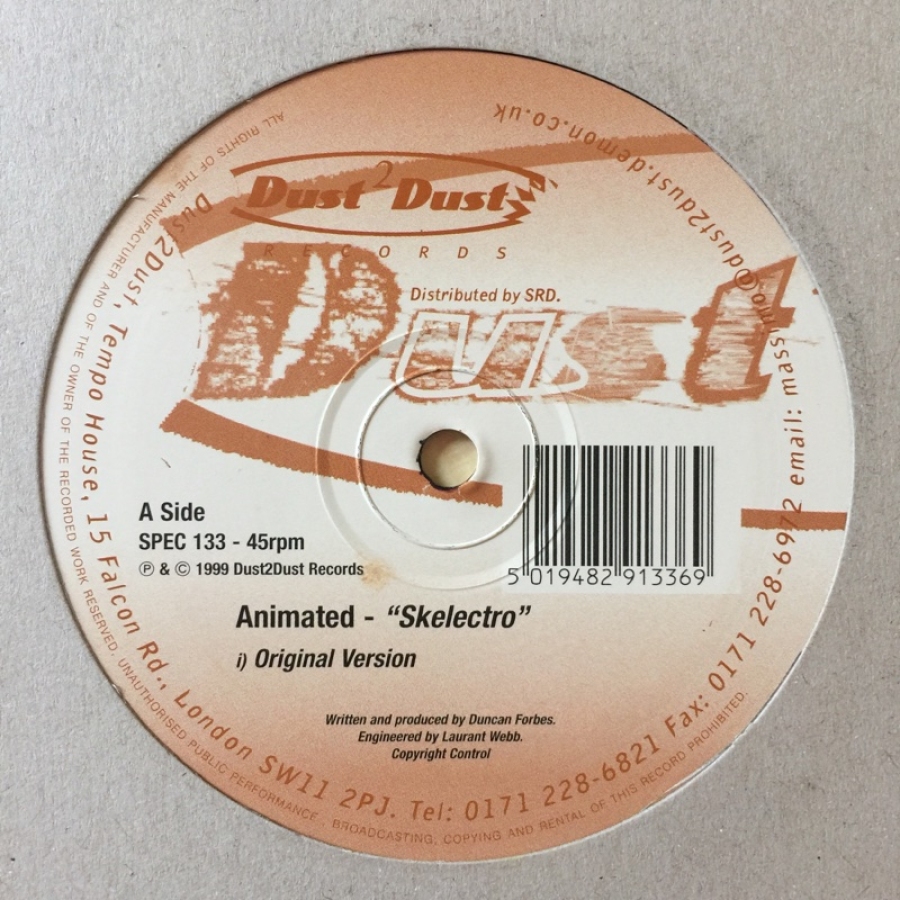 Dust 2 Dust
RECORDS
Distributed by SRD.
Dust
A Side
SPEC 133 - 45rpm
℗ & © 1999 Dust2Dust Records
5 019482 913369
Animated - “Skelectro”
i) Original Version
Written and produced by Duncan Forbes.
Engineered by Laurant Webb.
Copyright Control
Dust2Dust, Tempo House, 15 Falcon Rd., London SW11 2PJ. Tel: 0171 228-6821 Fax: 0171 228-6972 email: massimo@dust2dust.demon.co.uk
ALL RIGHTS OF THE MANUFACTURER AND OF THE OWNER OF THE RECORDED WORK RESERVED. UNAUTHORISED PUBLIC PERFORMANCE, BROADCASTING, COPYING AND RENTAL OF THIS RECORD PROHIBITED.